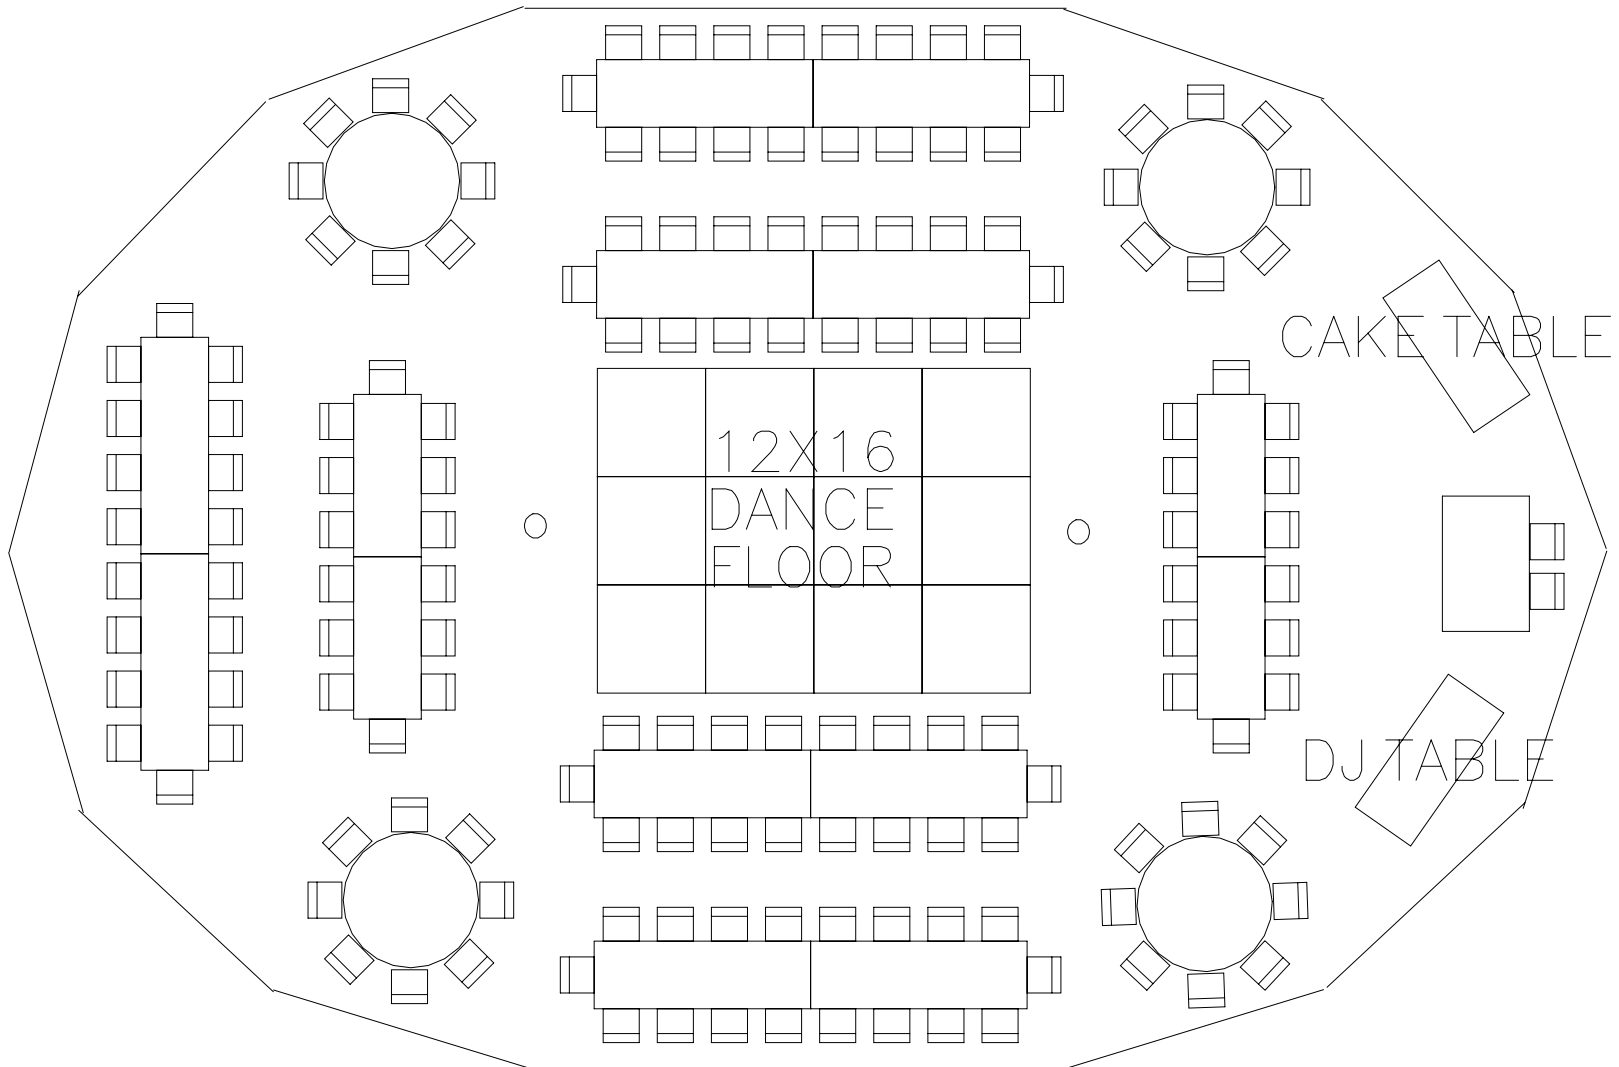 CAKE TABLE
12X16
DANCE
FLOOR
DJ TABLE